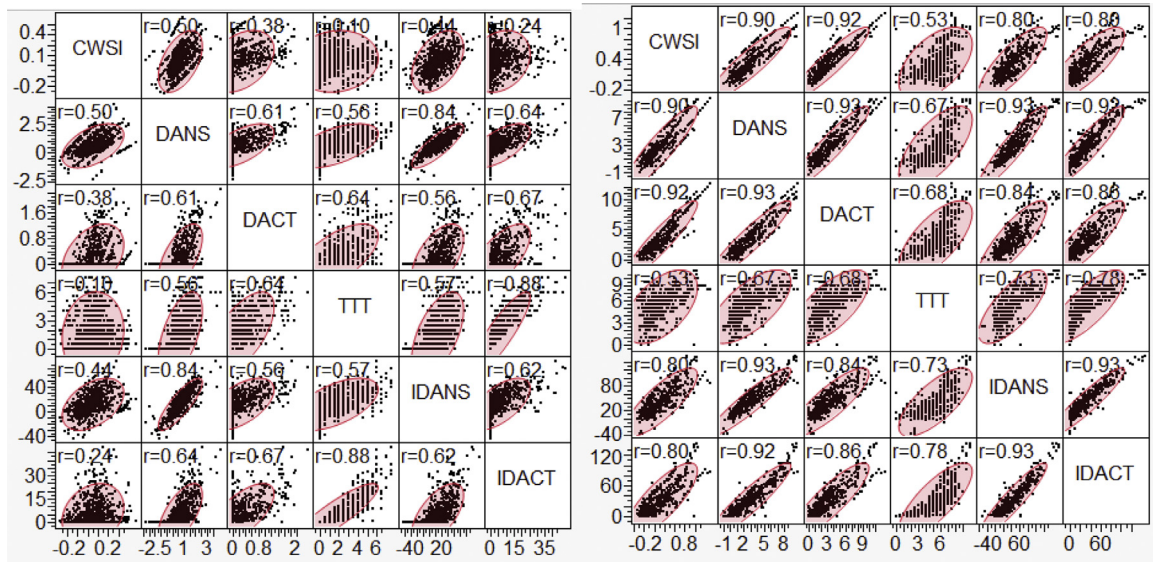 r=0.50 r=0.38 r=0.10 r=0.44 r=0.24
0.4
0.1
-0.2
CWSI
r=0.50 r=0.61 r=0.56 r=0.84 r=0.64
2.5
0
-2.5
DANS
r=0.38 r=0.61 r=0.64 r=0.56 r=0.67
1.6
0.8
0
DACT
r=0.10 r=0.56 r=0.64 r=0.57 r=0.88
6
3
0
TTT
r=0.44 r=0.84 r=0.56 r=0.57 r=0.62
40
0
-40
IDANS
r=0.24 r=0.64 r=0.67 r=0.88 r=0.62
30
15
0
IDACT
-0.2 0.2 -2.5 1 3 0 0.8 2 0 2 4 6 -40 20 0 15 35
r=0.90 r=0.92 r=0.53 r=0.80 r=0.80
1
0.4
-0.2
CWSI
r=0.90 r=0.93 r=0.67 r=0.93 r=0.92
7
3
-1
DANS
r=0.92 r=0.93 r=0.68 r=0.84 r=0.86
10
5
0
DACT
r=0.53 r=0.67 r=0.68 r=0.73 r=0.78
9
6
3
0
TTT
r=0.80 r=0.93 r=0.84 r=0.73 r=0.93
80
20
-40
IDANS
r=0.80 r=0.92 r=0.86 r=0.78 r=0.93
120
60
0
IDACT
-0.2 0.8 -1 2 5 8 0 3 6 9 0 3 6 -40 60 0 60